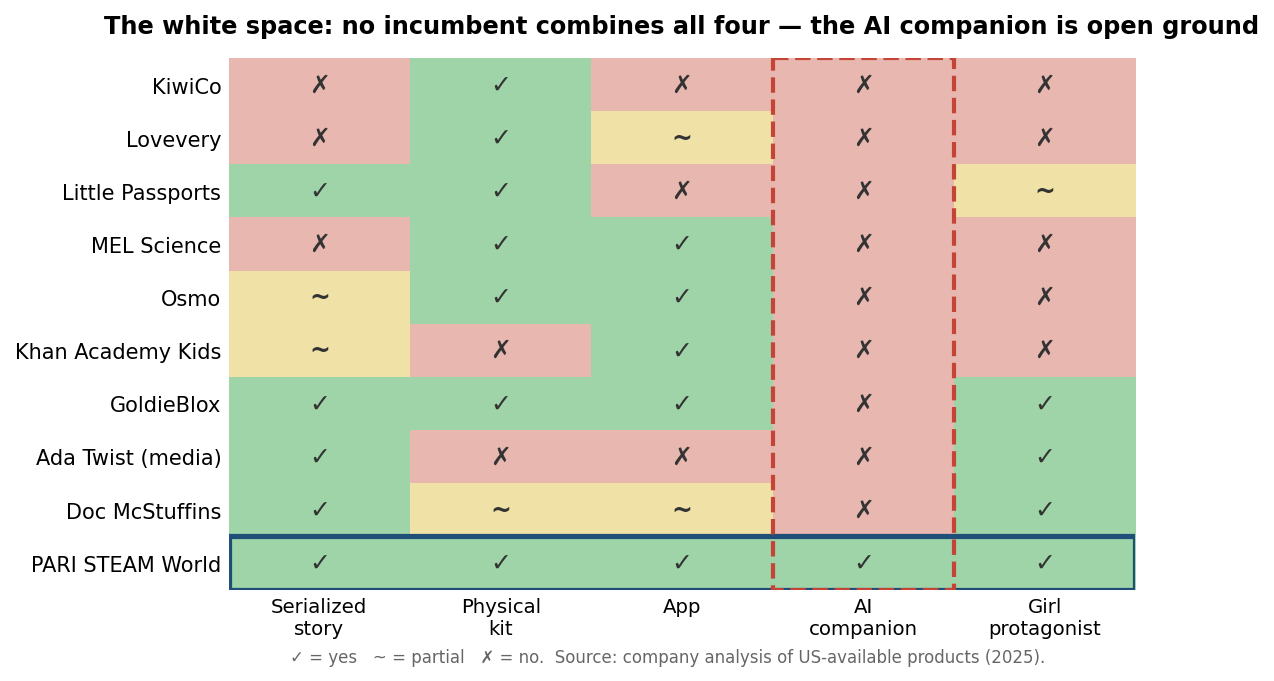 The white space: no incumbent combines all four — the AI companion is open ground
KiwiCo ✗ ✓ ✗ ✗ ✗
Lovevery ✗ ✓ ~ ✗ ✗
Little Passports ✓ ✓ ✗ ✗ ~
MEL Science ✗ ✓ ✓ ✗ ✗
Osmo ~ ✓ ✓ ✗ ✗
Khan Academy Kids ~ ✗ ✓ ✗ ✗
GoldieBlox ✓ ✓ ✓ ✗ ✓
Ada Twist (media) ✓ ✗ ✗ ✗ ✓
Doc McStuffins ✓ ~ ~ ✗ ✓
PARI STEAM World ✓ ✓ ✓ ✓ ✓
Serialized Physical App AI Girl
story kit companion protagonist
✓ = yes ~ = partial ✗ = no. Source: company analysis of US-available products (2025).